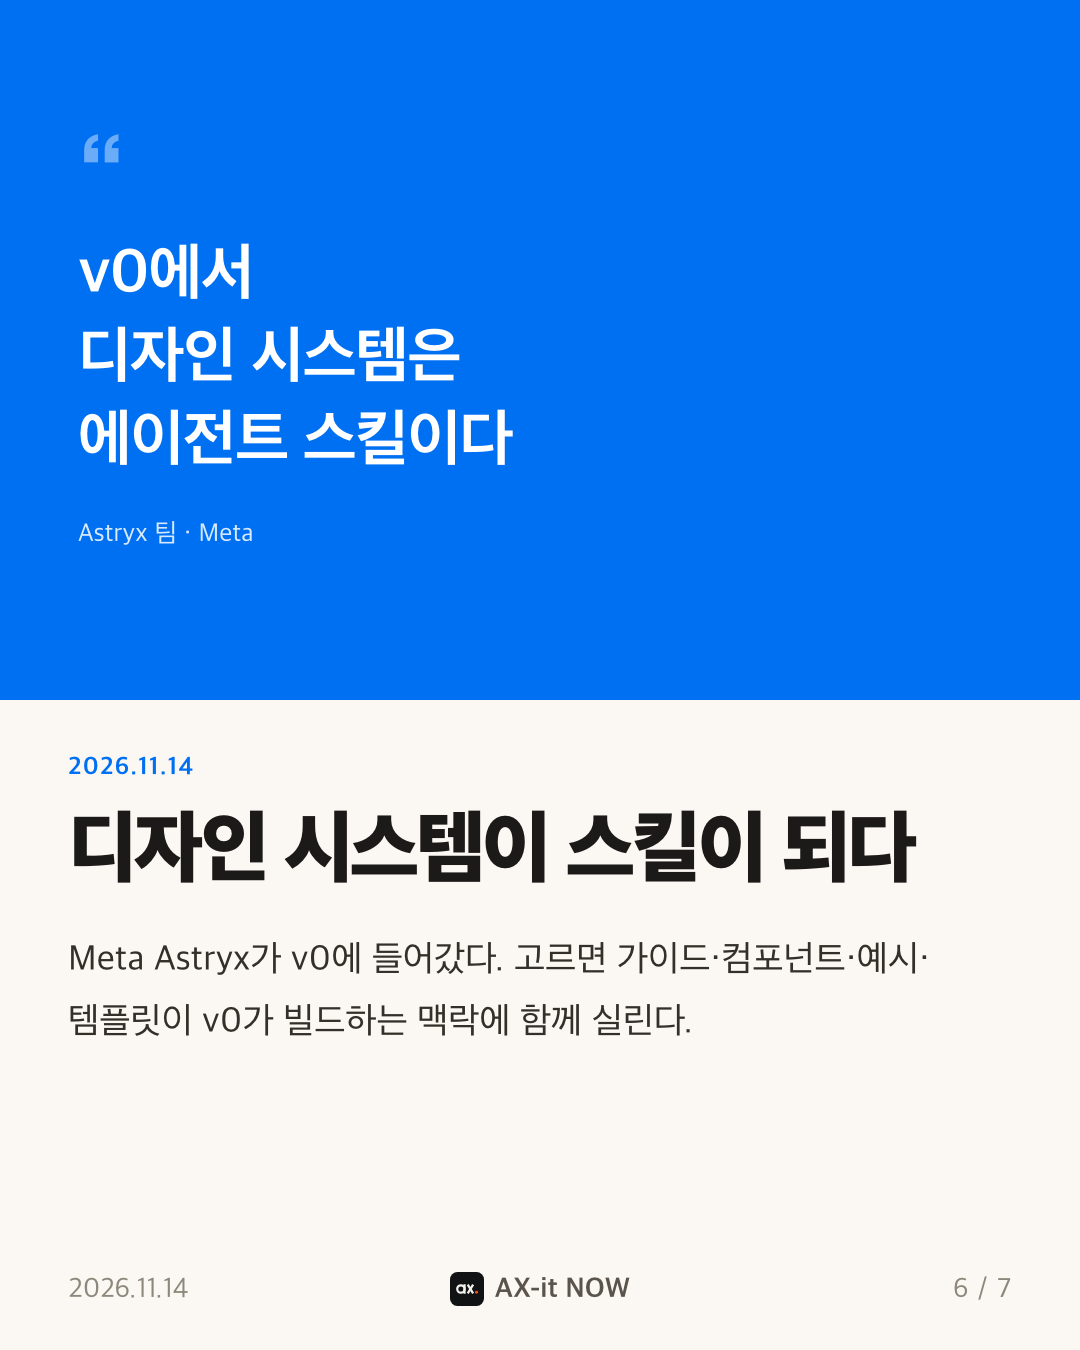 “
v0에서
디자인 시스템은
에이전트 스킬이다
Astryx 팀 · Meta
2026.11.14
디자인 시스템이 스킬이 되다
Meta Astryx가 v0에 들어갔다. 고르면 가이드·컴포넌트·예시·
템플릿이 v0가 빌드하는 맥락에 함께 실린다.
2026.11.14
ax. AX-it NOW
6 / 7